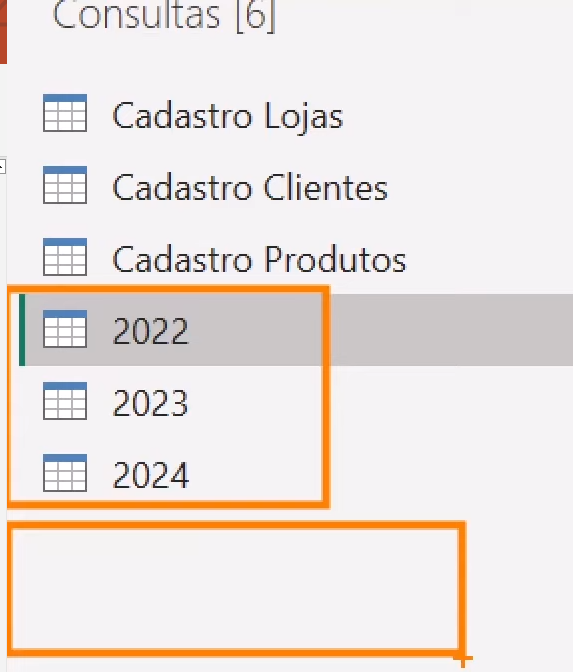 Consultas [6]
Cadastro Lojas
Cadastro Clientes
Cadastro Produtos
2022
2023
2024